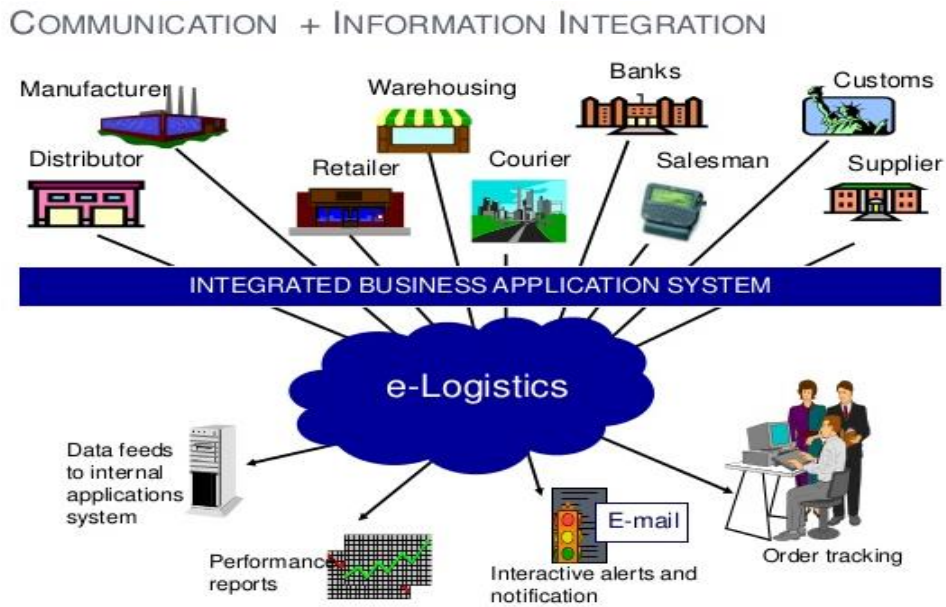 COMMUNICATION + INFORMATION INTEGRATION
Manufacturer
Warehousing
Banks
Customs
Distributor
Retailer
Courier
Salesman
Supplier
INTEGRATED BUSINESS APPLICATION SYSTEM
e-Logistics
Data feeds
to internal
applications
system
Performance
reports
E-mail
Interactive alerts and
notification
Order tracking